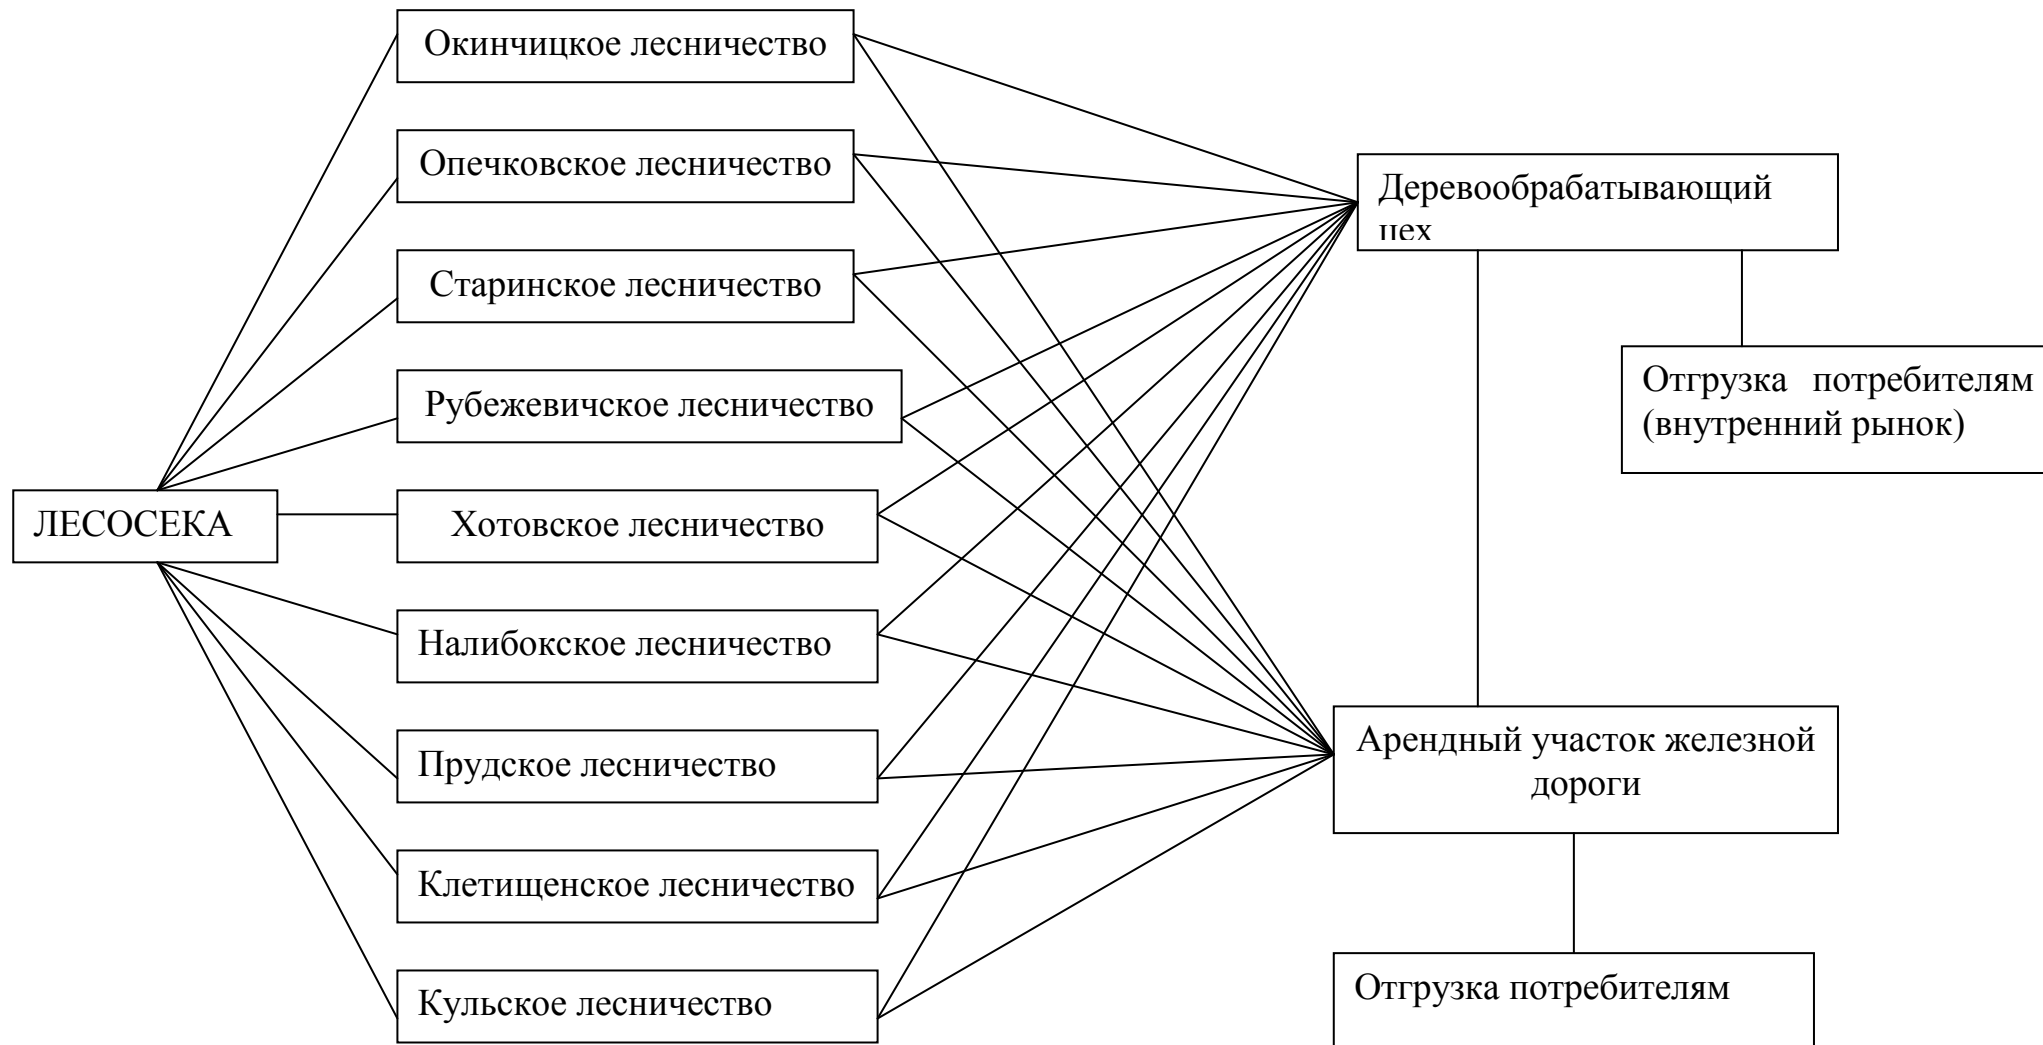 Окинчицкое лесничество
Опечковское лесничество
Старинское лесничество
Рубежевичское лесничество
ЛЕСОСЕКА
Хотовское лесничество
Налибокское лесничество
Прудское лесничество
Клетищенское лесничество
Кульское лесничество
Деревообрабатывающий
цех
Отгрузка потребителям
(внутренний рынок)
Арендный участок железной
дороги
Отгрузка потребителям